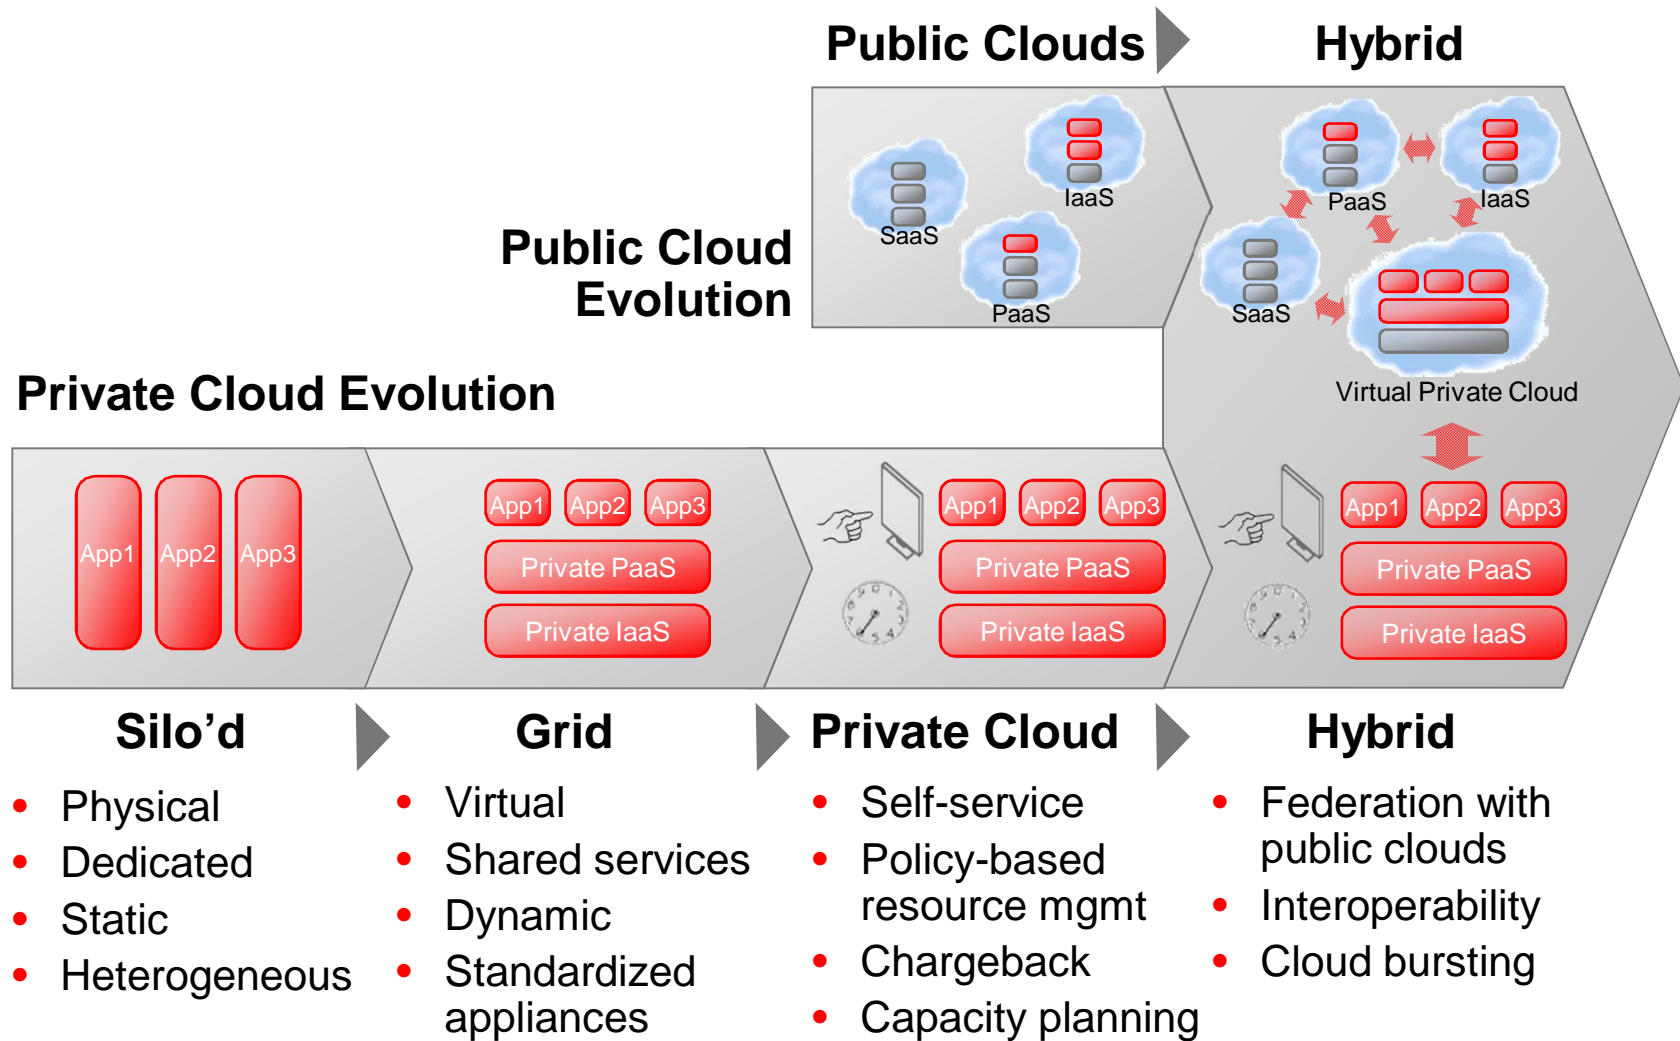 Public Clouds
Hybrid
IaaS
SaaS
PaaS
PaaS
IaaS
SaaS
Virtual Private Cloud
Public Cloud
Evolution
Private Cloud Evolution
App1 App2 App3
App1 App2 App3
Private PaaS
Private IaaS
App1 App2 App3
Private PaaS
Private IaaS
App1 App2 App3
Private PaaS
Private IaaS
Silo’d
• Physical
• Dedicated
• Static
• Heterogeneous
Grid
• Virtual
• Shared services
• Dynamic
• Standardized
appliances
Private Cloud
• Self-service
• Policy-based
resource mgmt
• Chargeback
• Capacity planning
Hybrid
• Federation with
public clouds
• Interoperability
• Cloud bursting